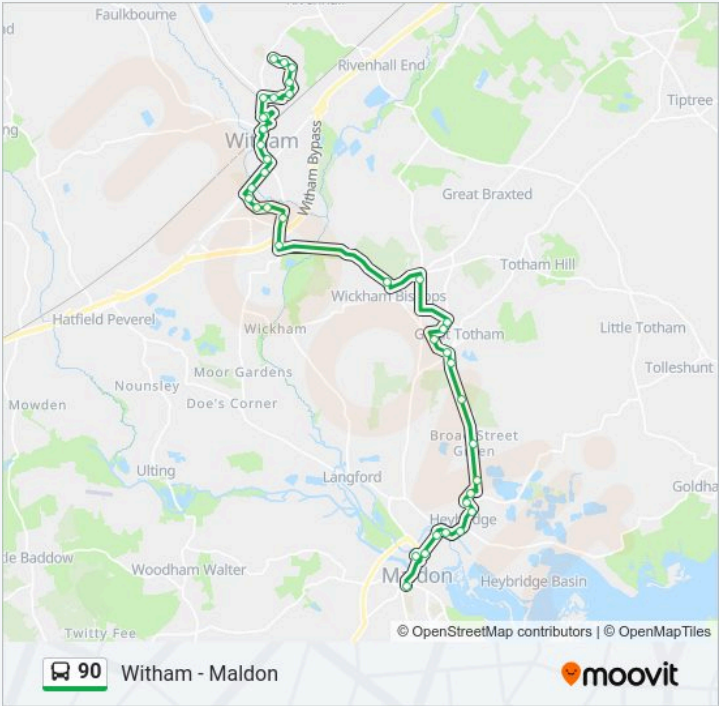 Faulkbourne
Rivenhall End
Tiptree
Witham
Witham Bypass
Great Braxted
Totham Hill
Wickham Bishops
Hatfield Peverel
Wickham
Great Totham
Little Totham
Moor Gardens
Tolleshunt
Nounsley
Doe's Corner
Mowden
Broad Street
Green
Ulting
Langford
Goldha
Heybridge
de Baddow
Woodham Walter
Maldon
Heybridge Basin
Twitty Fee
© OpenStreetMap contributors | © OpenMapTiles
90 Witham - Maldon
moovit